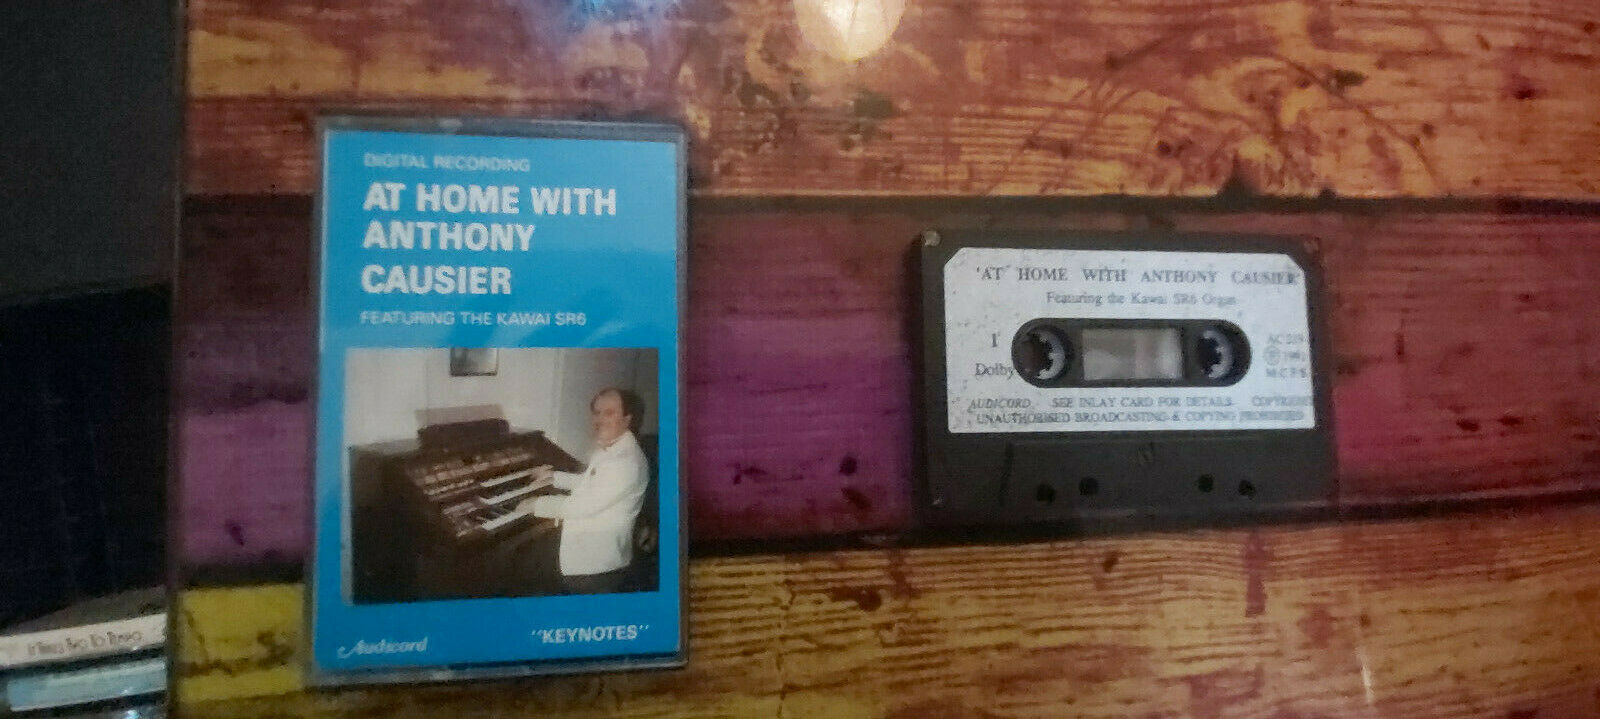 DIGITAL RECORDING
AT HOME WITH
ANTHONY
CAUSIER
FEATURING THE KAWAI SR6
Audicord
"KEYNOTES"
'AT HOME WITH ANTHONY CAUSIER'
Featuring the Kawai SR6 Organ
1
Dolby
M C P S
AUDICORD SEE INLAY CARD FOR DETAILS. COPYRIGHT
UNAUTHORISED BROADCASTING & COPYING PROHIBITED